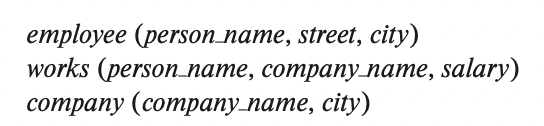 employee (person_name, street, city)
works (person_name, company_name, salary)
company (company_name, city)